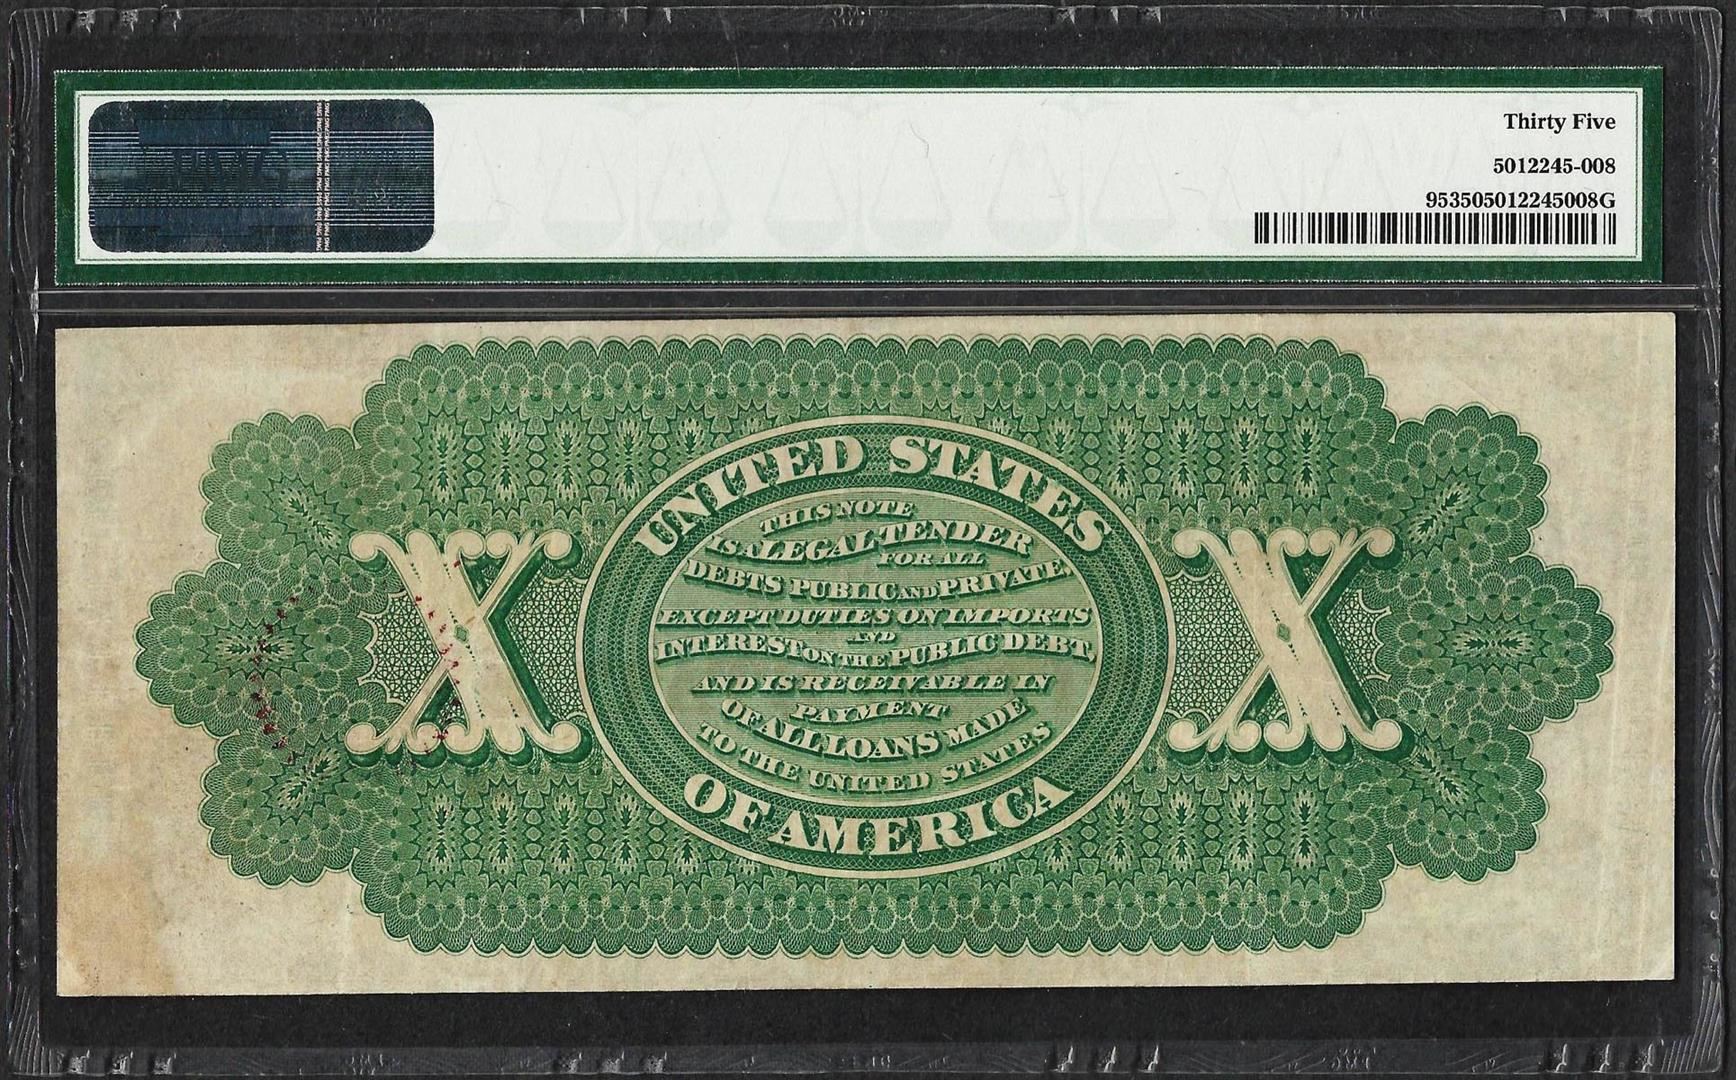 Thirty Five
5012245-008
953505012245008G
UNITED STATES
THIS NOTE
IS A LEGAL TENDER
FOR ALL
DEBTS PUBLIC AND PRIVATE,
EXCEPT DUTIES ON IMPORTS
AND
INTEREST ON THE PUBLIC DEBT,
AND IS RECEIVABLE IN
PAYMENT
OF ALL LOANS MADE
TO THE UNITED STATES
OF AMERICA
X X